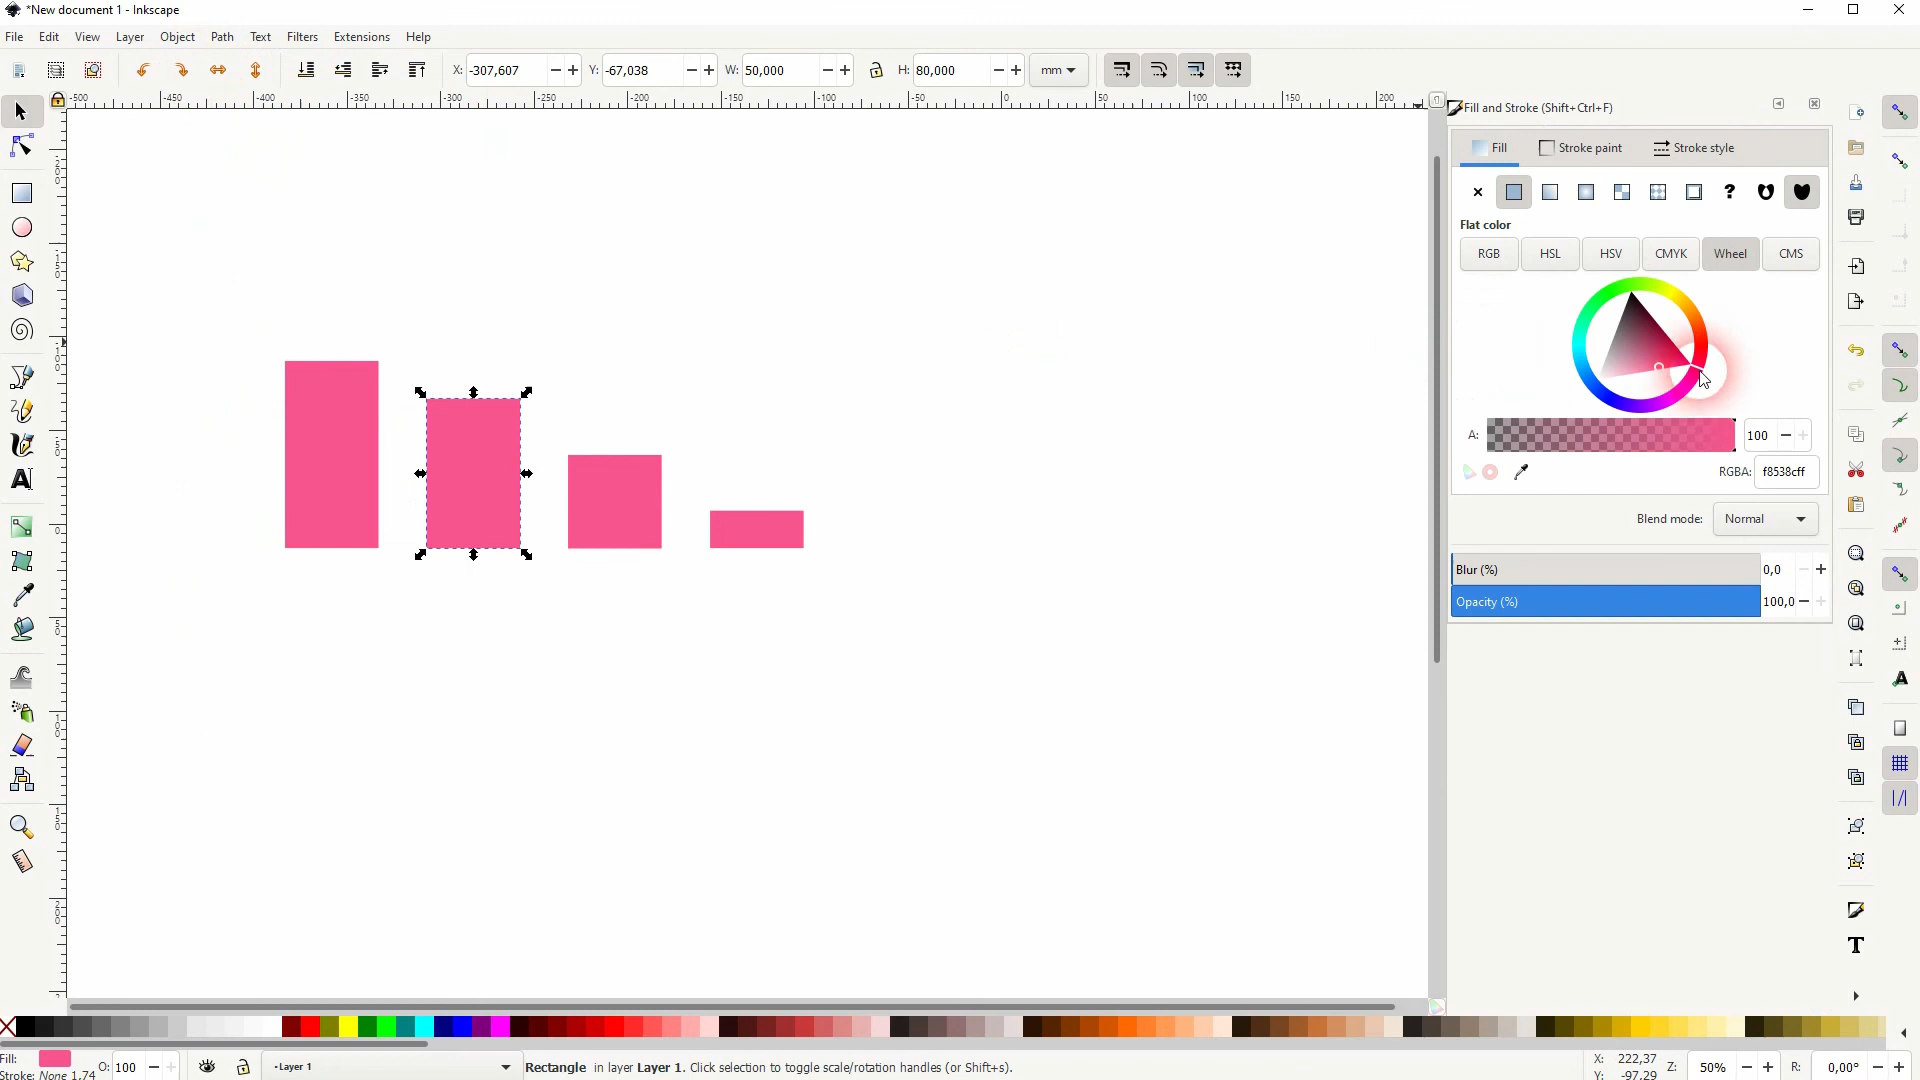 *New document 1 - Inkscape
File Edit View Layer Object Path Text Filters Extensions Help
X: -307,607 Y: -67,038 W: 50,000 H: 80,000 mm
-500 -450 -400 -350 -300 -250 -200 -150 -100 -50 0 50 100 150 200
Fill and Stroke (Shift+Ctrl+F)
Fill Stroke paint Stroke style
Flat color
RGB HSL HSV CMYK Wheel CMS
A: 100
RGBA: f8538cff
Blend mode: Normal
Blur (%) 0,0
Opacity (%) 100,0
Fill: O: 100 Layer 1 Rectangle in layer Layer 1. Click selection to toggle scale/rotation handles (or Shift+s). X: 222,37 Z: 50% R: 0,00°
Stroke: None 1,74 Y: -97,29